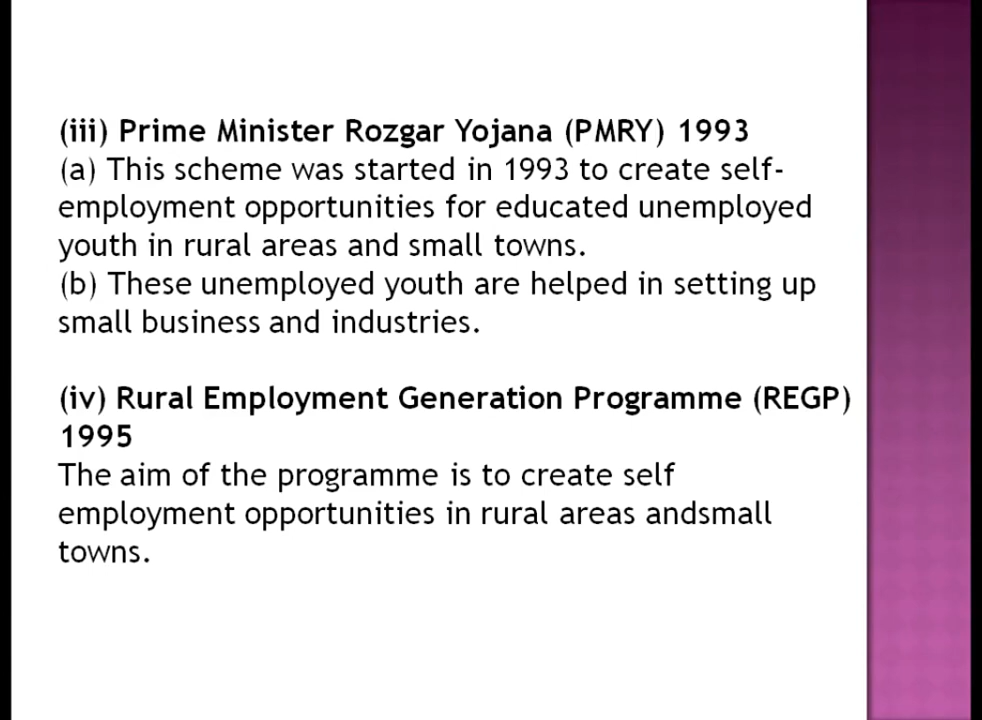 (iii) Prime Minister Rozgar Yojana (PMRY) 1993
(a) This scheme was started in 1993 to create self-
employment opportunities for educated unemployed
youth in rural areas and small towns.
(b) These unemployed youth are helped in setting up
small business and industries.
(iv) Rural Employment Generation Programme (REGP)
1995
The aim of the programme is to create self
employment opportunities in rural areas andsmall
towns.